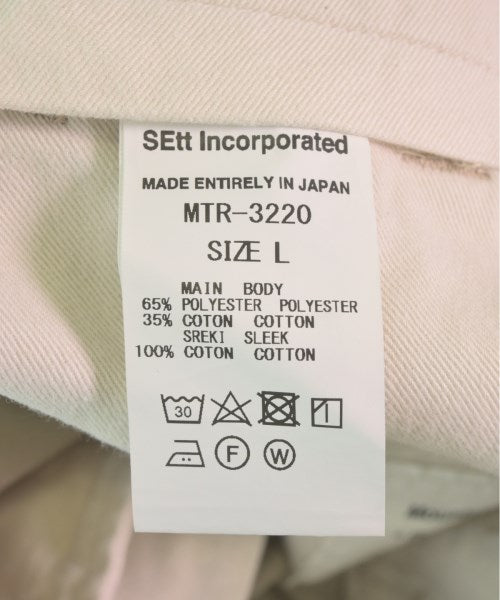 SEtt Incorporated
MADE ENTIRELY IN JAPAN
MTR-3220
SIZE L
MAIN BODY
65% POLYESTER POLYESTER
35% COTON COTTON
SREKI SLEEK
100% COTON COTTON
30
F W